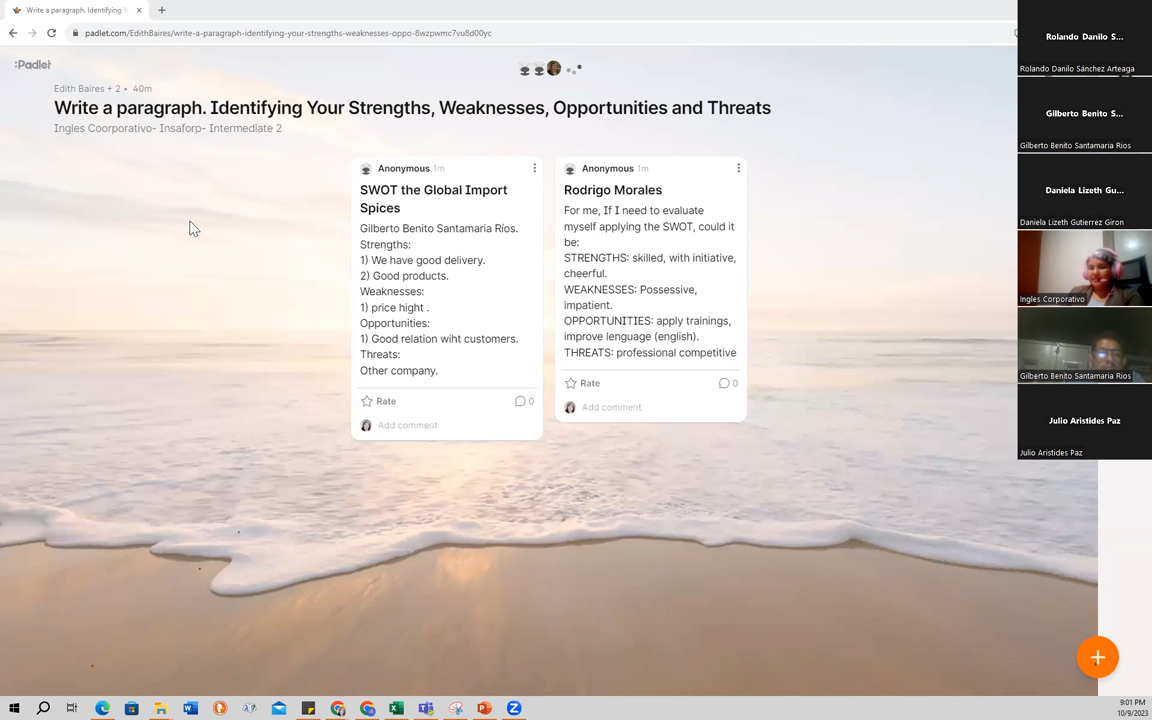 Write a paragraph. Identifying Y
padlet.com/EdithBaires/write-a-paragraph-identifying-your-strengths-weaknesses-oppo-8wzpwmc7vu8d00yc
:Padlet
Edith Baires + 2 • 40m
Write a paragraph. Identifying Your Strengths, Weaknesses, Opportunities and Threats
Ingles Coorporativo- Insaforp- Intermediate 2
Anonymous 1m
SWOT the Global Import
Spices
Gilberto Benito Santamaria Ríos.
Strengths:
1) We have good delivery.
2) Good products.
Weaknesses:
1) price hight .
Opportunities:
1) Good relation wiht customers.
Threats:
Other company.
Rate
0
Add comment
Anonymous 1m
Rodrigo Morales
For me, If I need to evaluate
myself applying the SWOT, could it
be:
STRENGTHS: skilled, with initiative,
cheerful.
WEAKNESSES: Possessive,
impatient.
OPPORTUNITIES: apply trainings,
improve lenguage (english).
THREATS: professional competitive
Rate
0
Add comment
Rolando Danilo S...
Rolando Danilo Sánchez Arteaga
Gilberto Benito S...
Gilberto Benito Santamaria Rios
Daniela Lizeth Gu...
Daniela Lizeth Gutierrez Giron
Ingles Corporativo
Gilberto Benito Santamaria Rios
Julio Aristides Paz
Julio Aristides Paz
9:01 PM
10/9/2023